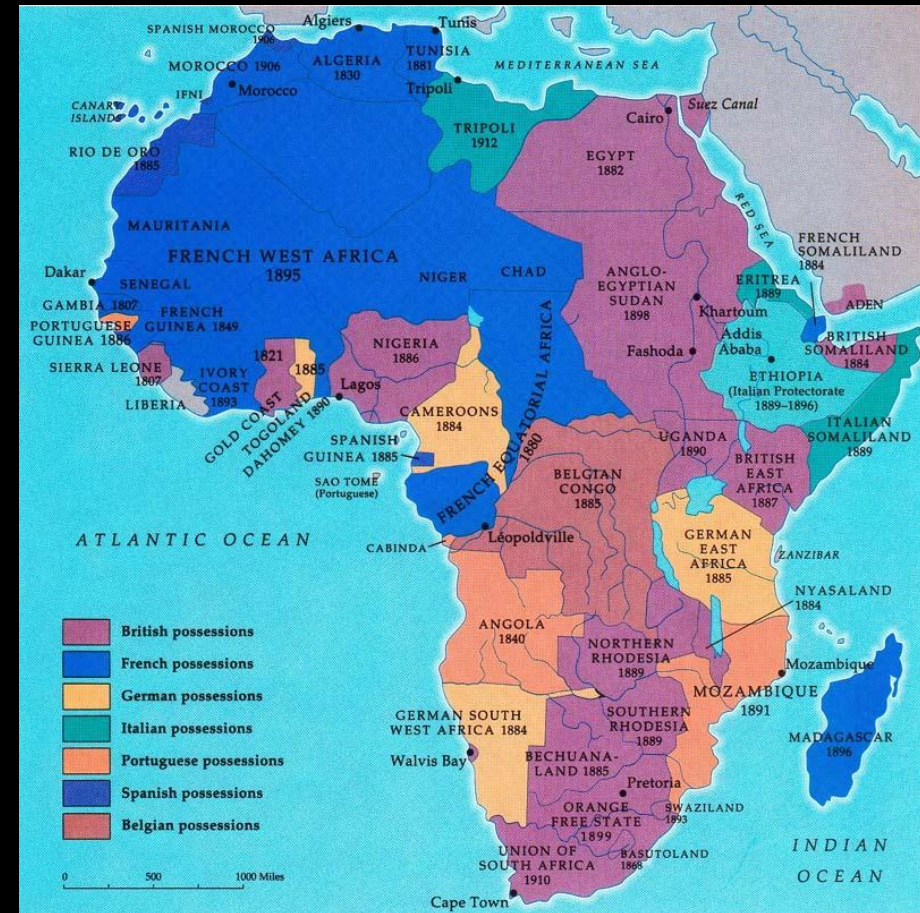 SPANISH MOROCCO
1906
Algiers
Tunis
MOROCCO 1906
ALGERIA
1830
TUNISIA
1881
MEDITERRANEAN SEA
IFNI
Morocco
Tripoli
CANARY
ISLANDS
TRIPOLI
1912
Cairo
Suez Canal
RIO DE ORO
1885
EGYPT
1882
RED SEA
MAURITANIA
FRENCH WEST AFRICA
1895
NIGER
CHAD
ANGLO-
EGYPTIAN
SUDAN
1898
FRENCH
SOMALILAND
1884
ERITREA
1889
ADEN
Dakar
SENEGAL
GAMBIA 1807
FRENCH
GUINEA 1849
PORTUGUESE
GUINEA 1886
Khartoum
Addis
Ababa
BRITISH
SOMALILAND
1884
SIERRA LEONE
1807
IVORY
COAST
1893
1821
1885
NIGERIA
1886
Fashoda
ETHIOPIA
(Italian Protectorate
1889–1896)
LIBERIA
Lagos
GOLD COAST
TOGOLAND
DAHOMEY 1890
CAMEROONS
1884
FRENCH EQUATORIAL AFRICA
1880
SPANISH
GUINEA 1885
UGANDA
1890
ITALIAN
SOMALILAND
1889
SAO TOME
(Portuguese)
BELGIAN
CONGO
1885
BRITISH
EAST
AFRICA
1887
ATLANTIC OCEAN
CABINDA
Léopoldville
GERMAN
EAST
AFRICA
1885
ZANZIBAR
NYASALAND
1884
ANGOLA
1840
NORTHERN
RHODESIA
1889
Mozambique
MOZAMBIQUE
1891
GERMAN SOUTH
WEST AFRICA 1884
SOUTHERN
RHODESIA
1889
MADAGASCAR
1896
Walvis Bay
BECHUANA-
LAND 1885
Pretoria
ORANGE
FREE STATE
1899
SWAZILAND
1893
UNION OF
SOUTH AFRICA
1910
BASUTOLAND
1868
INDIAN
OCEAN
Cape Town
British possessions
French possessions
German possessions
Italian possessions
Portuguese possessions
Spanish possessions
Belgian possessions
0 500 1000 Miles